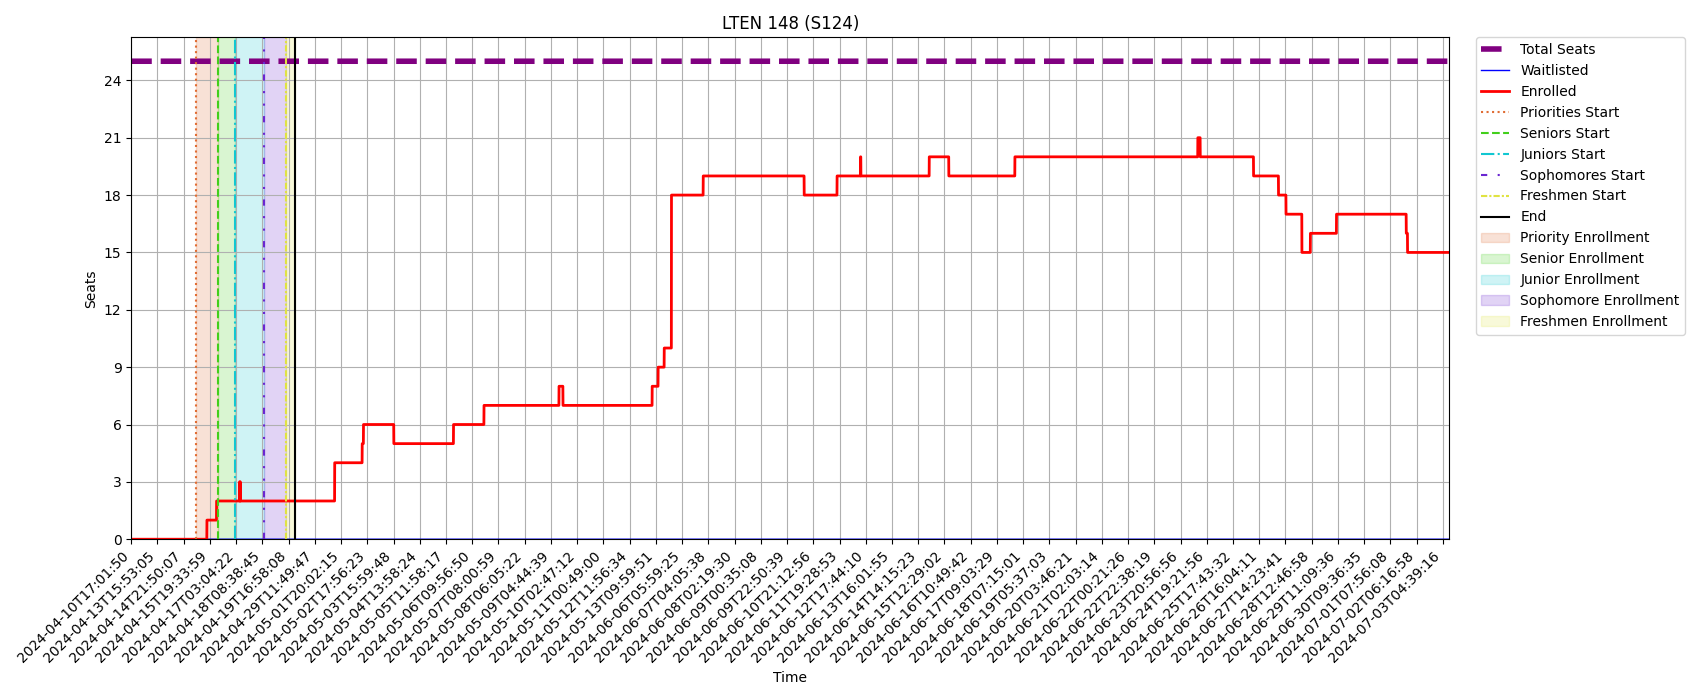 LTEN 148 (S124)
Seats
24
21
18
15
12
9
6
3
0
2024-04-10T17:01:50
2024-04-13T15:53:05
2024-04-14T21:50:07
2024-04-15T19:33:59
2024-04-17T03:04:22
2024-04-18T08:38:45
2024-04-19T16:58:08
2024-04-29T11:49:47
2024-05-01T20:02:15
2024-05-02T17:56:23
2024-05-03T15:59:48
2024-05-04T13:58:24
2024-05-05T11:58:17
2024-05-06T09:56:50
2024-05-07T08:00:59
2024-05-08T06:05:22
2024-05-09T04:44:39
2024-05-10T02:47:12
2024-05-11T00:49:00
2024-05-12T11:56:34
2024-05-13T09:59:51
2024-06-06T05:59:25
2024-06-07T04:05:38
2024-06-08T02:19:30
2024-06-09T00:35:08
2024-06-09T22:50:39
2024-06-10T21:12:56
2024-06-11T19:28:53
2024-06-12T17:44:10
2024-06-13T16:01:55
2024-06-14T14:15:23
2024-06-15T12:29:02
2024-06-16T10:49:42
2024-06-17T09:03:29
2024-06-18T07:15:01
2024-06-19T05:37:03
2024-06-20T03:46:21
2024-06-21T02:03:14
2024-06-22T00:21:26
2024-06-22T22:38:19
2024-06-23T20:56:56
2024-06-24T19:21:56
2024-06-25T17:43:32
2024-06-26T16:04:11
2024-06-27T14:23:41
2024-06-28T12:46:58
2024-06-29T11:09:36
2024-06-30T09:36:35
2024-07-01T07:56:08
2024-07-02T06:16:58
2024-07-03T04:39:16
Time
Total Seats
Waitlisted
Enrolled
Priorities Start
Seniors Start
Juniors Start
Sophomores Start
Freshmen Start
End
Priority Enrollment
Senior Enrollment
Junior Enrollment
Sophomore Enrollment
Freshmen Enrollment